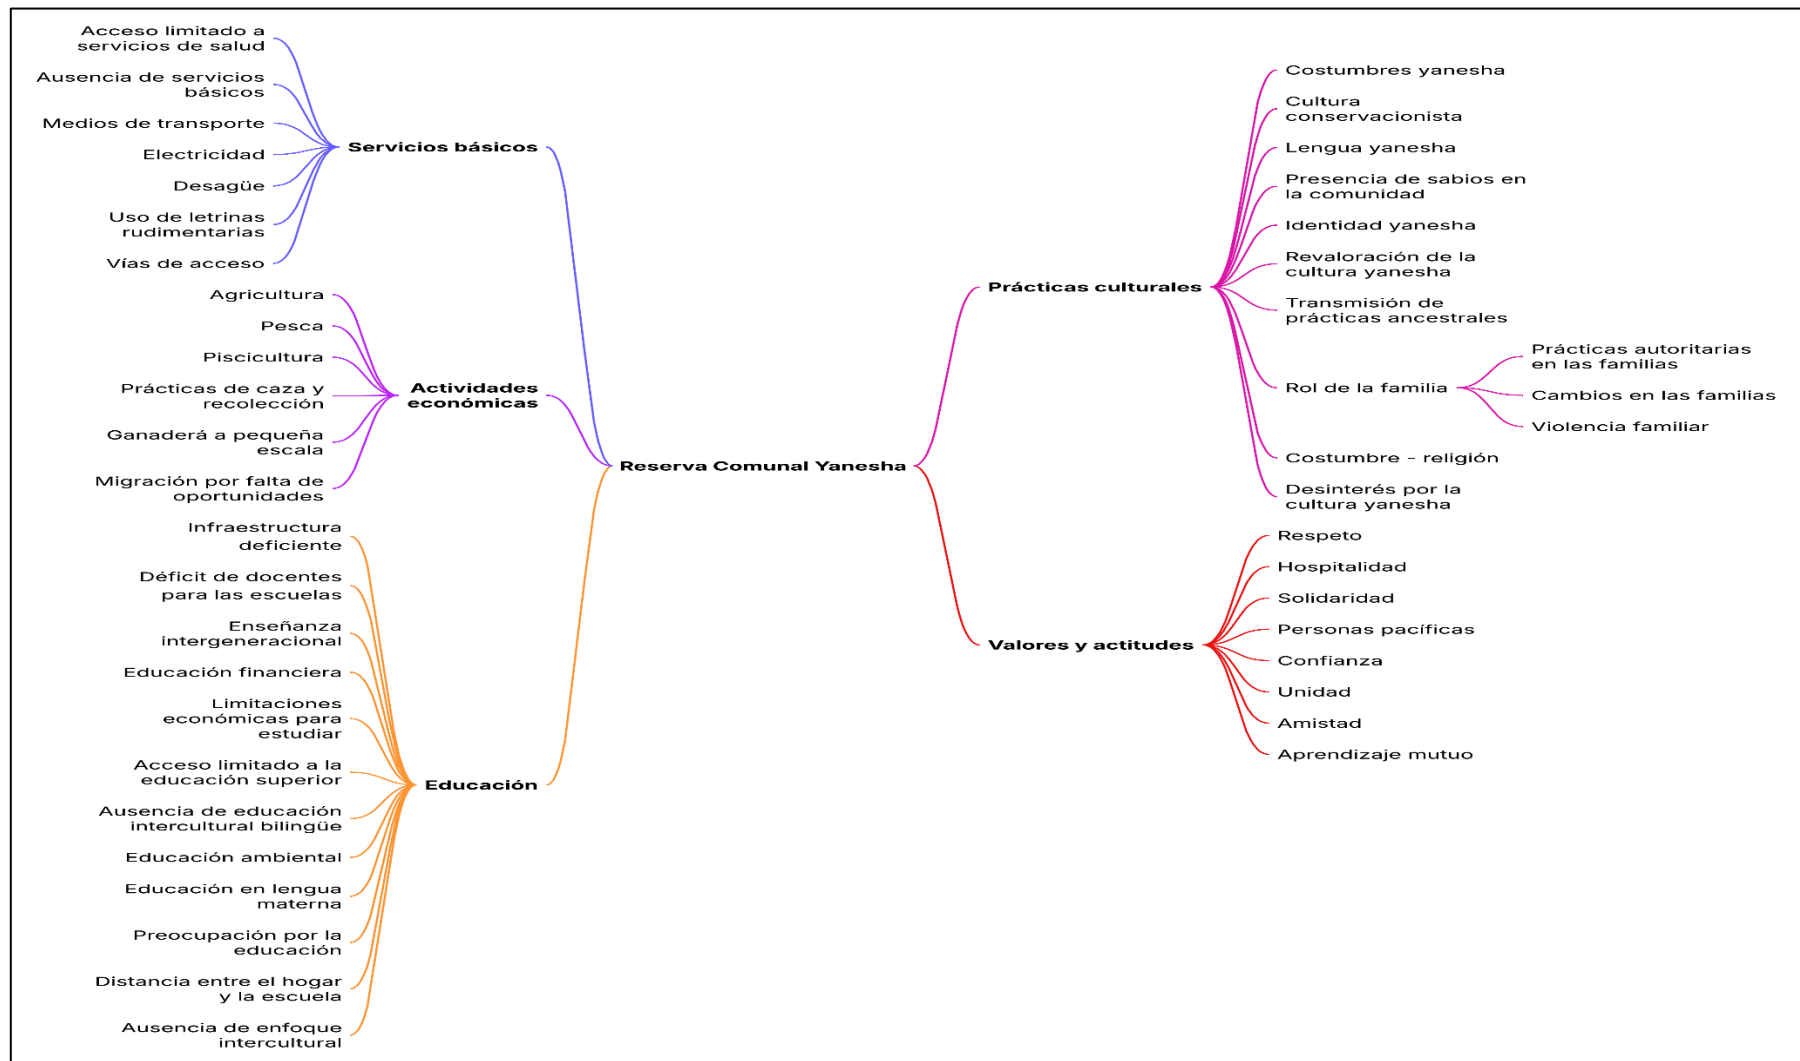 Acceso limitado a
servicios de salud
Ausencia de servicios
básicos
Medios de transporte
Electricidad
Desagüe
Uso de letrinas
rudimentarias
Vías de acceso
Servicios básicos
Agricultura
Pesca
Piscicultura
Prácticas de caza y
recolección
Ganaderá a pequeña
escala
Migración por falta de
oportunidades
Actividades
económicas
Infraestructura
deficiente
Déficit de docentes
para las escuelas
Enseñanza
intergeneracional
Educación financiera
Limitaciones
económicas para
estudiar
Acceso limitado a la
educación superior
Ausencia de educación
intercultural bilingüe
Educación ambiental
Educación en lengua
materna
Preocupación por la
educación
Distancia entre el hogar
y la escuela
Ausencia de enfoque
intercultural
Educación
Reserva Comunal Yanesha
Prácticas culturales
Costumbres yanesha
Cultura
conservacionista
Lengua yanesha
Presencia de sabios en
la comunidad
Identidad yanesha
Revaloración de la
cultura yanesha
Transmisión de
prácticas ancestrales
Rol de la familia
Prácticas autoritarias
en las familias
Cambios en las familias
Violencia familiar
Costumbre - religión
Desinterés por la
cultura yanesha
Valores y actitudes
Respeto
Hospitalidad
Solidaridad
Personas pacíficas
Confianza
Unidad
Amistad
Aprendizaje mutuo